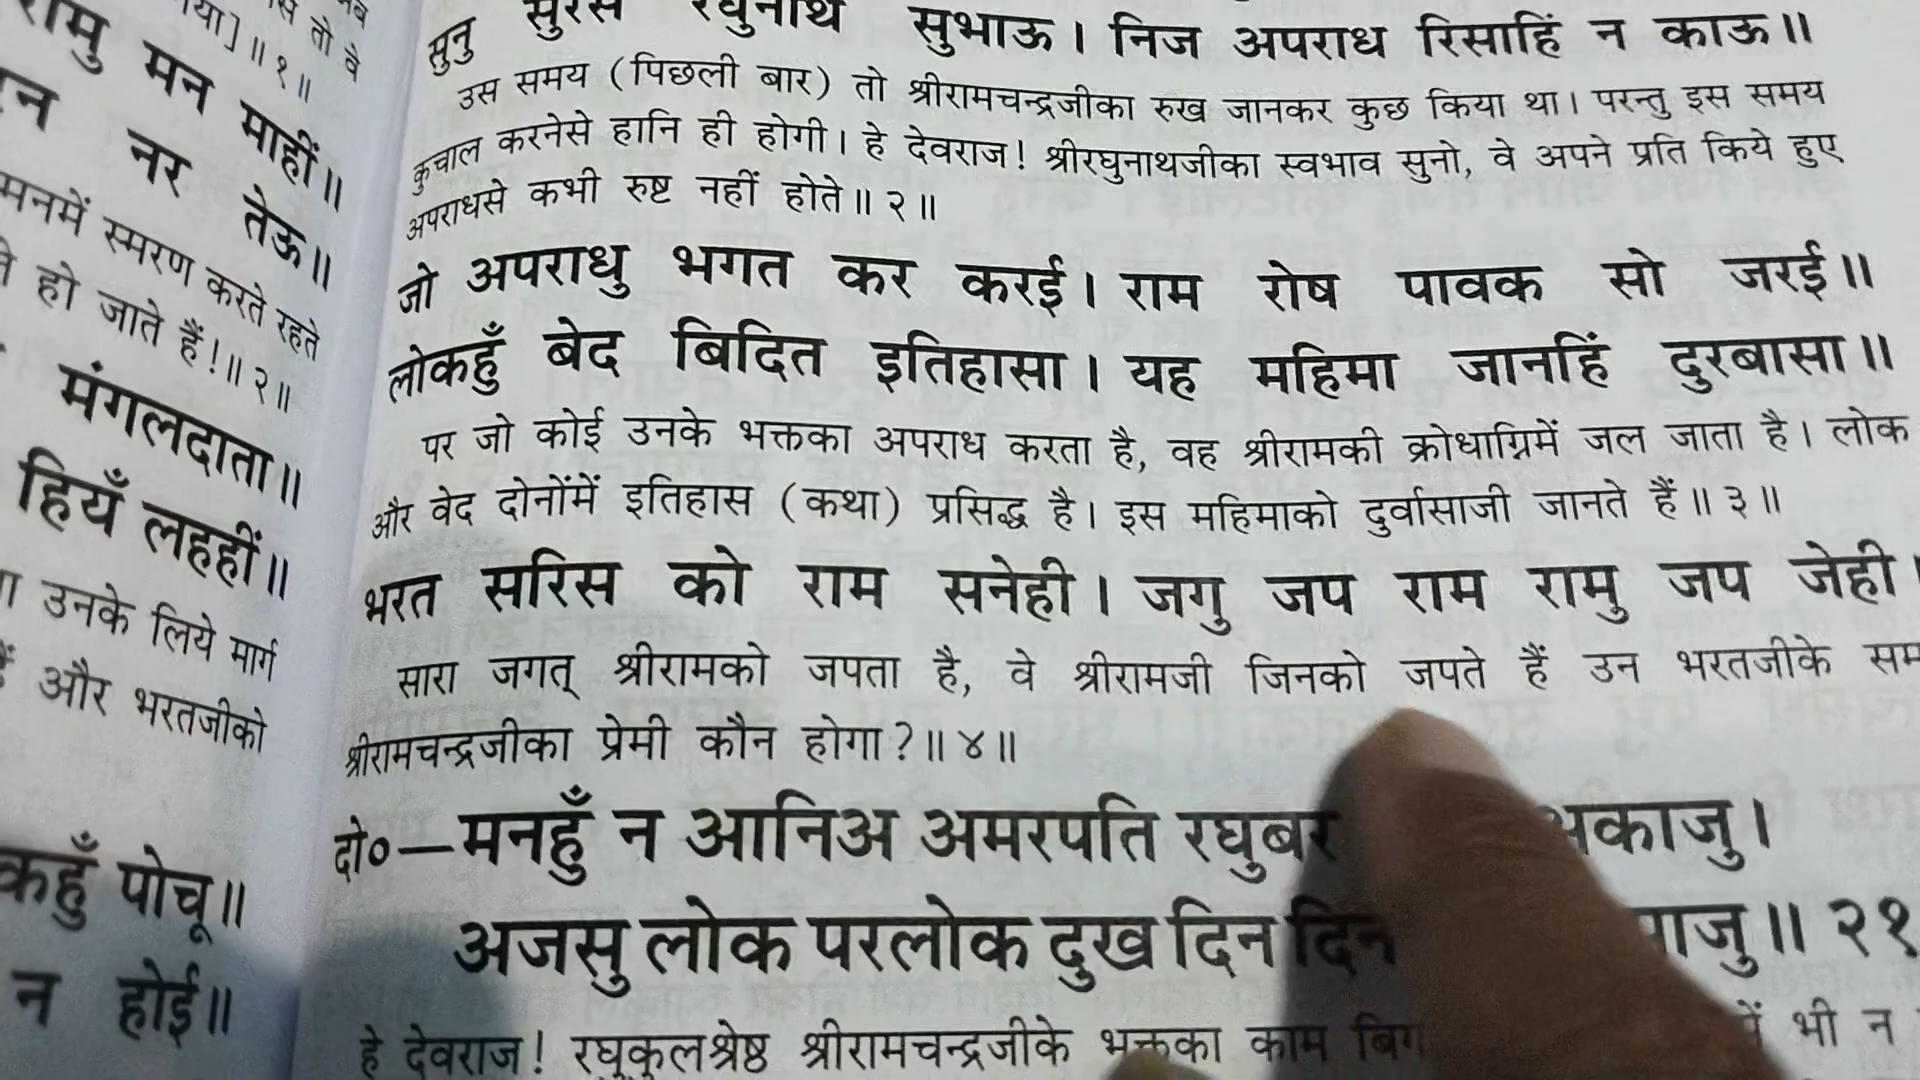 जब
स तो वे
या] ॥ १ ॥
रामु मन माहीं॥
नर तेऊ॥
मनमें स्मरण करते रहते
हो जाते हैं!॥ २॥
मंगलदाता॥
हियँ लहहीं॥
उनके लिये मार्ग
और भरतजीको
कहुँ पोचू॥
न होई॥
सुनु सुरेस रघुनाथ सुभाऊ। निज अपराध रिसाहिं न काऊ॥
उस समय (पिछली बार) तो श्रीरामचन्द्रजीका रुख जानकर कुछ किया था। परन्तु इस समय
कुचाल करनेसे हानि ही होगी। हे देवराज! श्रीरघुनाथजीका स्वभाव सुनो, वे अपने प्रति किये हुए
अपराधसे कभी रुष्ट नहीं होते॥ २॥
जो अपराधु भगत कर करई। राम रोष पावक सो जरई॥
लोकहुँ बेद बिदित इतिहासा। यह महिमा जानहिं दुरबासा॥
पर जो कोई उनके भक्तका अपराध करता है, वह श्रीरामकी क्रोधाग्निमें जल जाता है। लोक
और वेद दोनोंमें इतिहास (कथा) प्रसिद्ध है। इस महिमाको दुर्वासाजी जानते हैं॥ ३॥
भरत सरिस को राम सनेही। जगु जप राम रामु जप जेही।
सारा जगत् श्रीरामको जपता है, वे श्रीरामजी जिनको जपते हैं उन भरतजीके सम
श्रीरामचन्द्रजीका प्रेमी कौन होगा?॥ ४॥
दो०—मनहुँ न आनिअ अमरपति रघुबर अकाजु।
अजसु लोक परलोक दुख दिन दिन ॥ २१
हे देवराज! रघुकुलश्रेष्ठ श्रीरामचन्द्रजीके भक्तका काम बिग में भी न